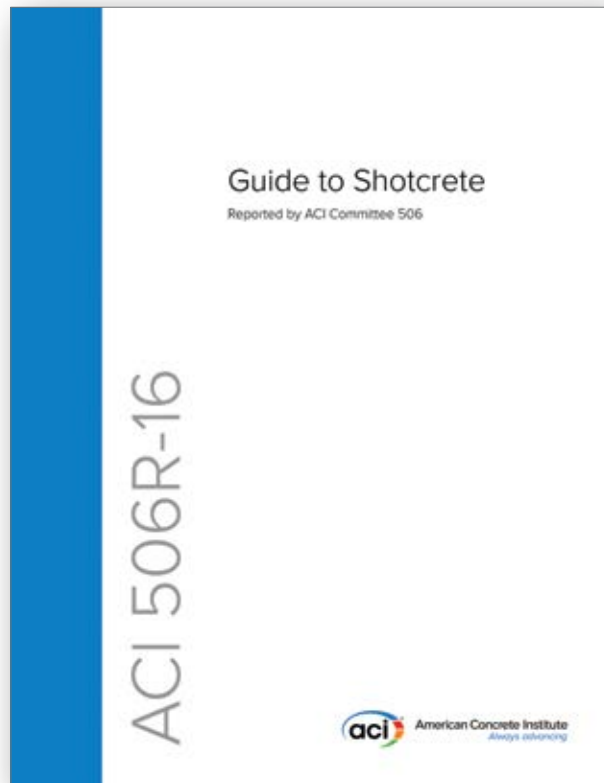 Guide to Shotcrete
Reported by ACI Committee 506
ACI 506R-16
aci
American Concrete Institute
Always advancing